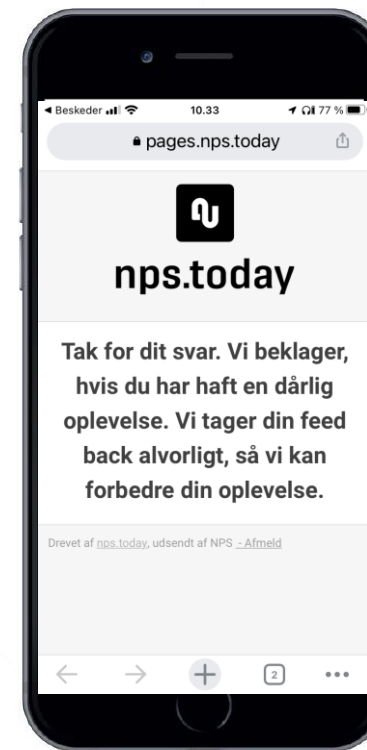 Beskeder 10.33 77 %
pages.nps.today
nps.today
Tak for dit svar. Vi beklager,
hvis du har haft en dårlig
oplevelse. Vi tager din feed
back alvorligt, så vi kan
forbedre din oplevelse.
Drevet af nps.today, udsendt af NPS - Afmeld
2